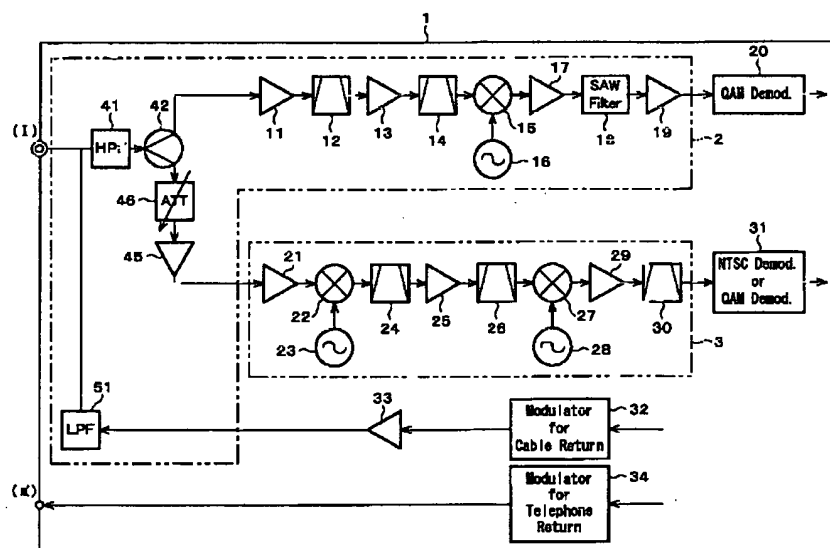 1
41
42
17
SAW
Filter
20
QAM Demod.
(I)
HP
11
12
13
14
15
18
19
16
2
46
ATT
45
21
29
31
NTSC Demod.
or
QAM Demod.
22
24
25
26
27
30
23
28
3
51
LPF
33
Modulator
for
Cable Return
32
Modulator
for
Telephone
Return
34